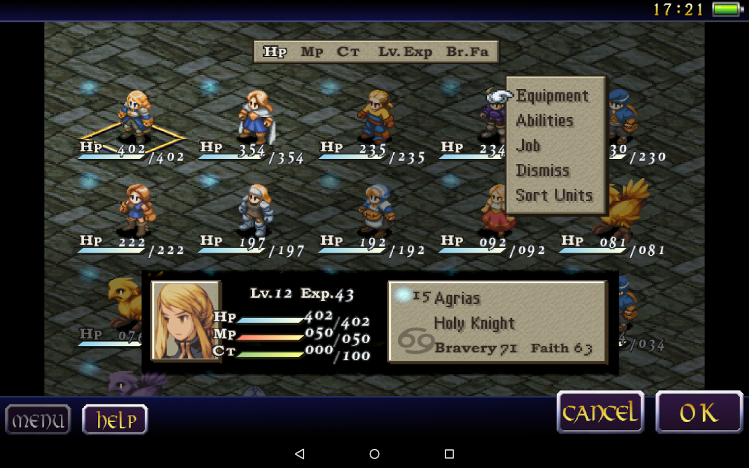 17:21
Hp Mp Ct Lv.Exp Br.Fa
Equipment
Abilities
Job
Dismiss
Sort Units
Hp 402/402 Hp 354/354 Hp 235/235 Hp 234 30/230
Hp 222/222 Hp 197/197 Hp 192/192 Hp 092/092 Hp 081/081
Hp 076 /034
Lv.12 Exp.43
Hp 402/402
Mp 050/050
Ct 000/100
15 Agrias
Holy Knight
Bravery 71 Faith 63
MENU HELP CANCEL OK